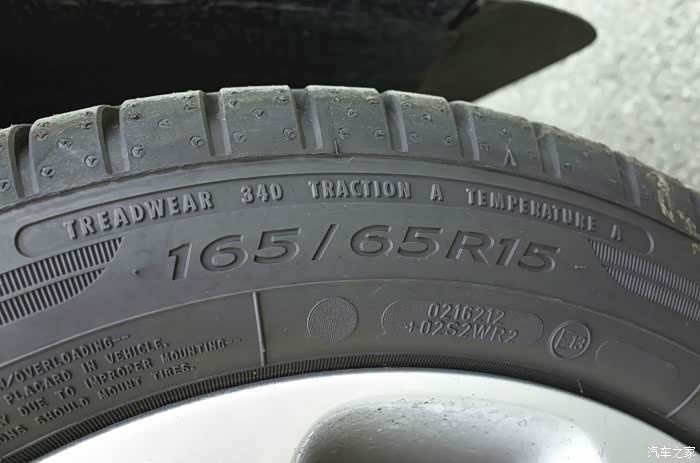 TREADWEAR 340 TRACTION A TEMPERATURE A
165/65R15
0216212
+02S2WR2
E13
/OVERLOADING--
PLACARD IN VEHICLE.
DUE TO IMPROPER MOUNTING--
SHOULD MOUNT TIRES.
汽车之家